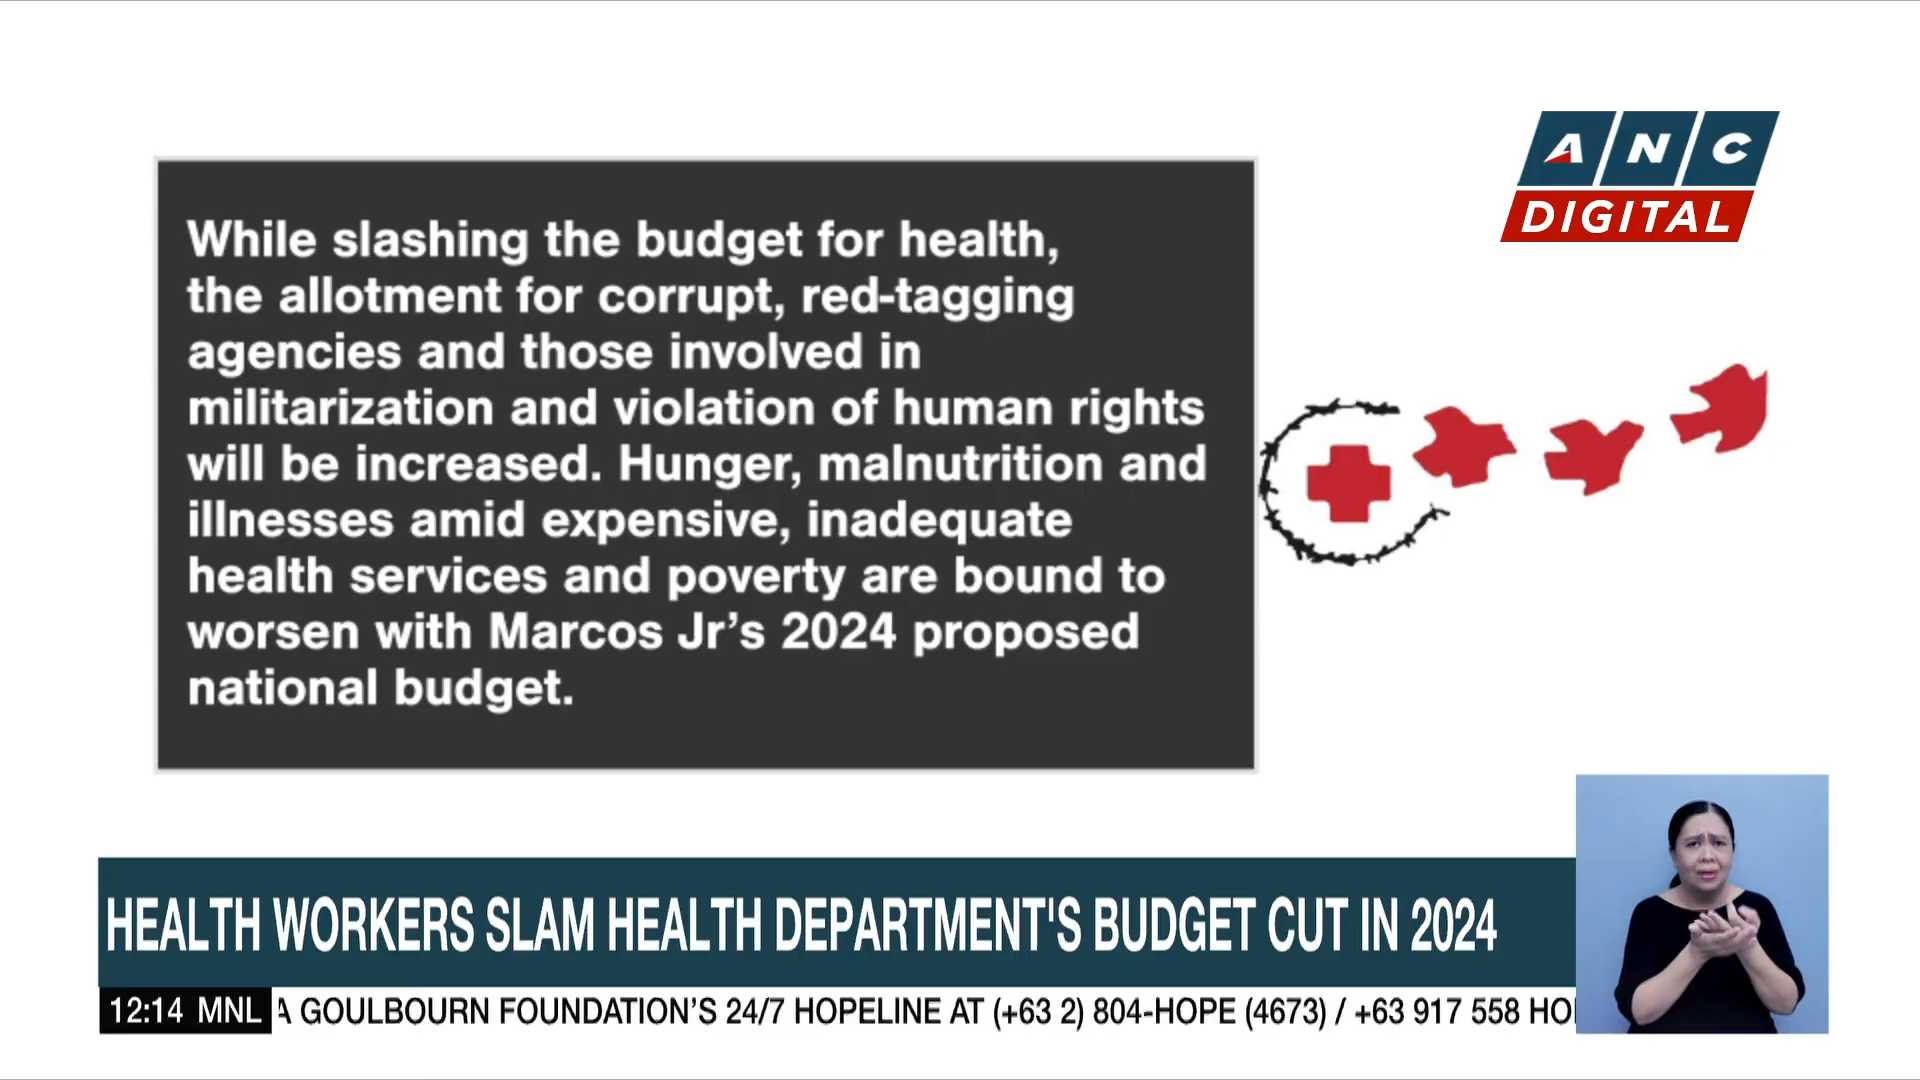 ANC
DIGITAL
While slashing the budget for health,
the allotment for corrupt, red-tagging
agencies and those involved in
militarization and violation of human rights
will be increased. Hunger, malnutrition and
illnesses amid expensive, inadequate
health services and poverty are bound to
worsen with Marcos Jr’s 2024 proposed
national budget.
HEALTH WORKERS SLAM HEALTH DEPARTMENT'S BUDGET CUT IN 2024
12:14 MNL A GOULBOURN FOUNDATION’S 24/7 HOPELINE AT (+63 2) 804-HOPE (4673) / +63 917 558